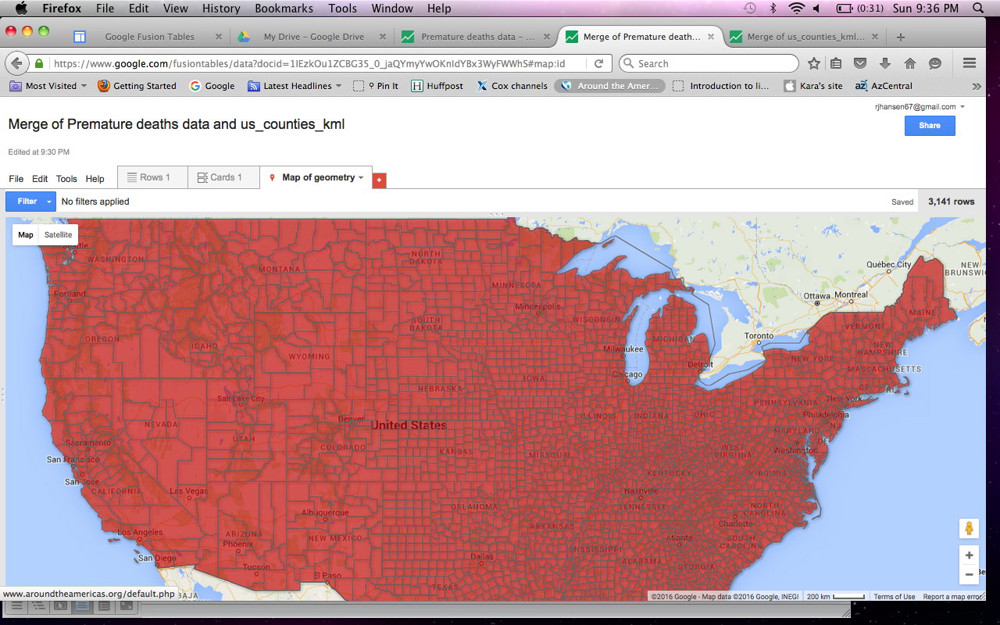 Firefox File Edit View History Bookmarks Tools Window Help (0:31) Sun 9:36 PM
Google Fusion Tables My Drive – Google Drive Premature deaths data – ... Merge of Premature death... Merge of us_counties_kml...
https://www.google.com/fusiontables/data?docid=1IEzkOu1ZCBG35_0_jaQYmyYwOKnIdYBx3WyFWWhS#map:id Search
Most Visited Getting Started Google Latest Headlines Pin It Huffpost Cox channels Around the Amer... Introduction to li... Kara's site AzCentral
rjhansen67@gmail.com
Merge of Premature deaths data and us_counties_kml
Share
Edited at 9:30 PM
File Edit Tools Help Rows 1 Cards 1 Map of geometry +
Filter No filters applied Saved 3,141 rows
Map Satellite
Seattle
WASHINGTON
NORTH
DAKOTA
MONTANA
Québec City
NEW
BRUNSWIC
MINNESOTA
Portland
Ottawa Montreal
Minneapolis
MAINE
SOUTH
DAKOTA
WISCONSIN
VERMONT
OREGON
IDAHO
MICHIGAN
Toronto
NEW
HAMPSHIRE
Milwaukee
WYOMING
NEW YORK
Detroit
MASSACHUSETTS
Chicago
IOWA
NEBRASKA
CT RI
Salt Lake City
New York
PENNSYLVANIA
ILLINOIS INDIANA OHIO
Philadelphia
NEVADA
Denver
United States
NJ
MARYLAND
UTAH
DE
Sacramento
COLORADO
KANSAS
MISSOURI
WEST
VIRGINIA
Washington
San Francisco
KENTUCKY
VIRGINIA
San Jose
CALIFORNIA
Las Vegas
Nashville
OKLAHOMA
TENNESSEE
NORTH
CAROLINA
Albuquerque
Charlotte
ARKANSAS
Los Angeles
ARIZONA
NEW MEXICO
Atlanta
SOUTH
CAROLINA
Phoenix
MISSISSIPPI
San Diego
Dallas
ALABAMA
GEORGIA
Tucson
El Paso
TEXAS
+
−
www.aroundtheamericas.org/default.php BAJA
©2016 Google - Map data ©2016 Google, INEGI 200 km Terms of Use Report a map error